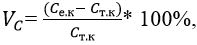 V_C = \frac{(C_{е.к} − C_{т.к})}{C_{т.к}} * 100%,